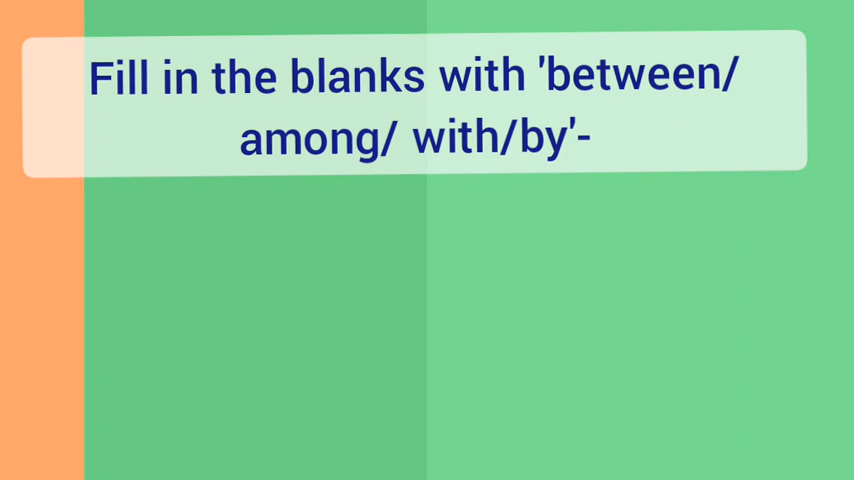 Fill in the blanks with 'between/
among/ with/by'-